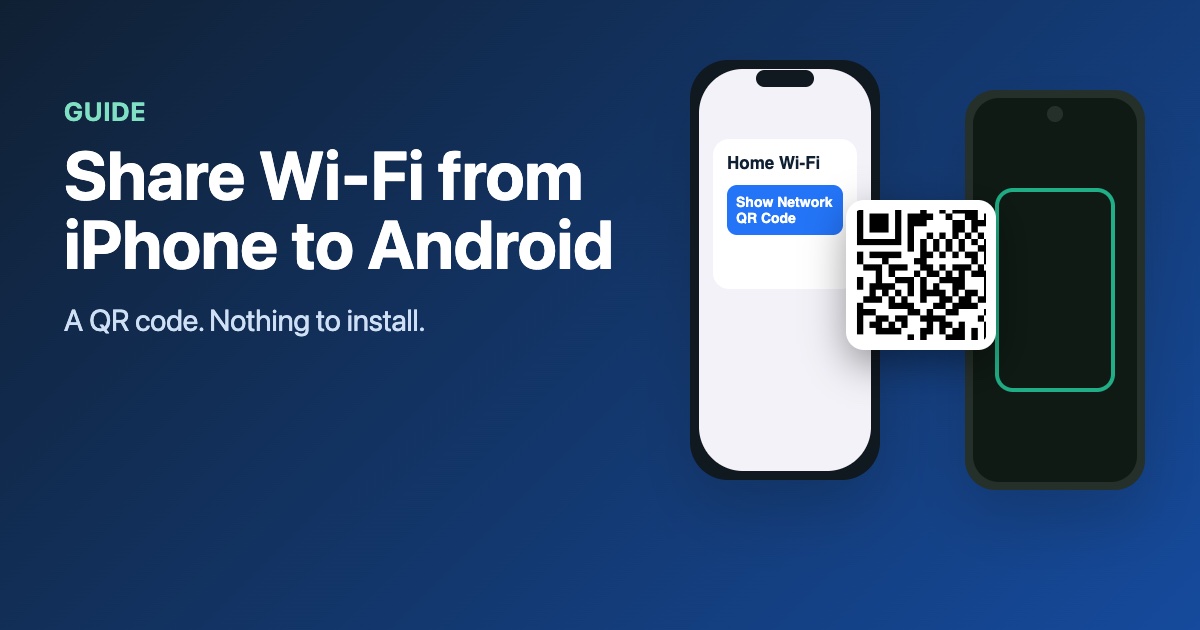 GUIDE
Share Wi-Fi from
iPhone to Android
A QR code. Nothing to install.
Home Wi-Fi
Show Network
QR Code